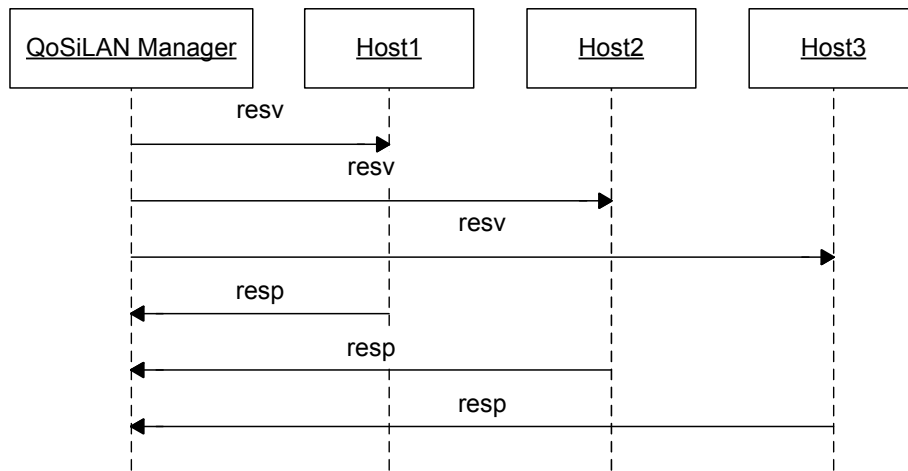 QoSiLAN Manager
Host1
Host2
Host3
resv
resv
resv
resp
resp
resp